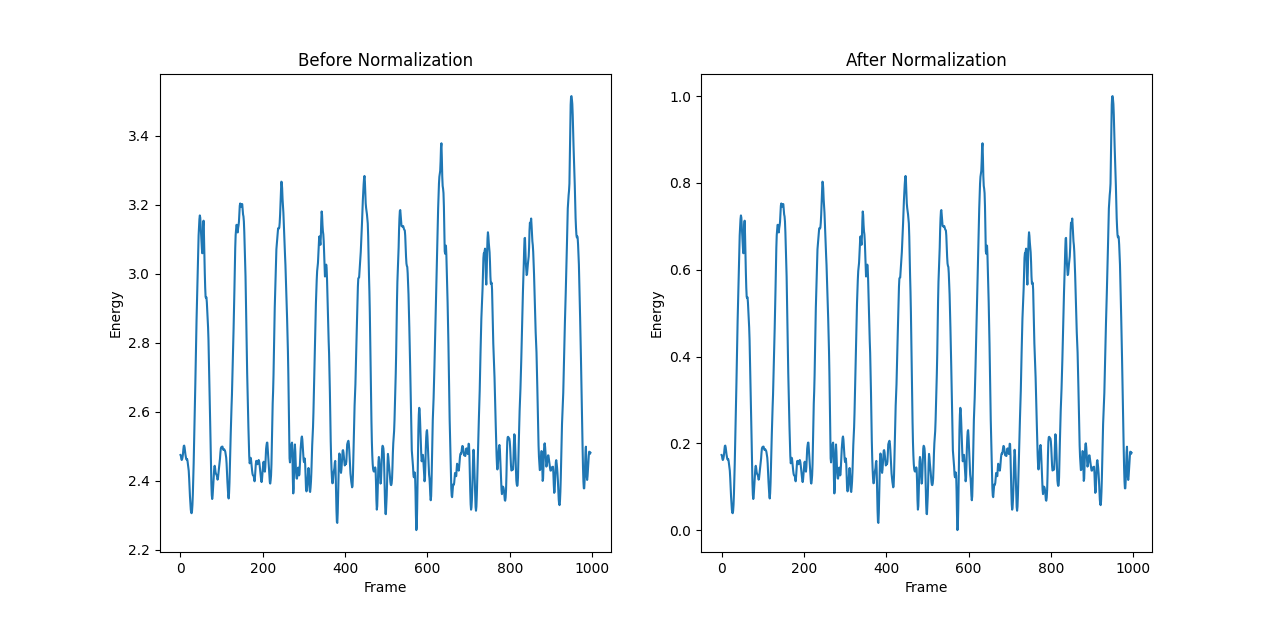 Before Normalization
Energy
3.4
3.2
3.0
2.8
2.6
2.4
2.2
0 200 400 600 800 1000
Frame
After Normalization
Energy
1.0
0.8
0.6
0.4
0.2
0.0
0 200 400 600 800 1000
Frame